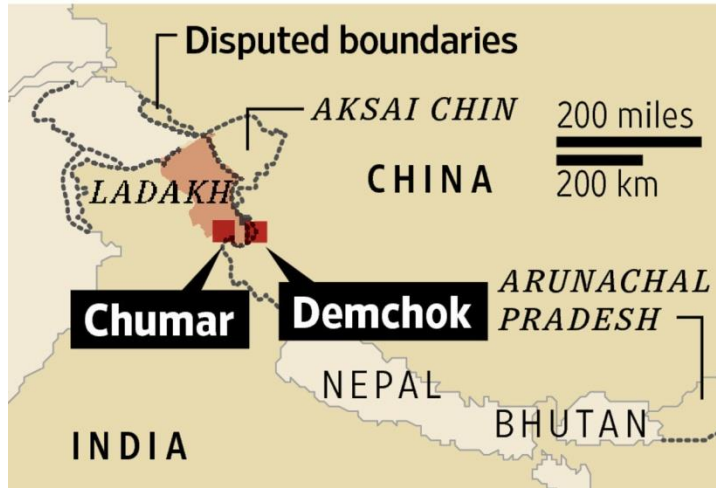 Disputed boundaries
AKSAI CHIN
200 miles
200 km
CHINA
LADAKH
Chumar
Demchok
ARUNACHAL
PRADESH
NEPAL
BHUTAN
INDIA